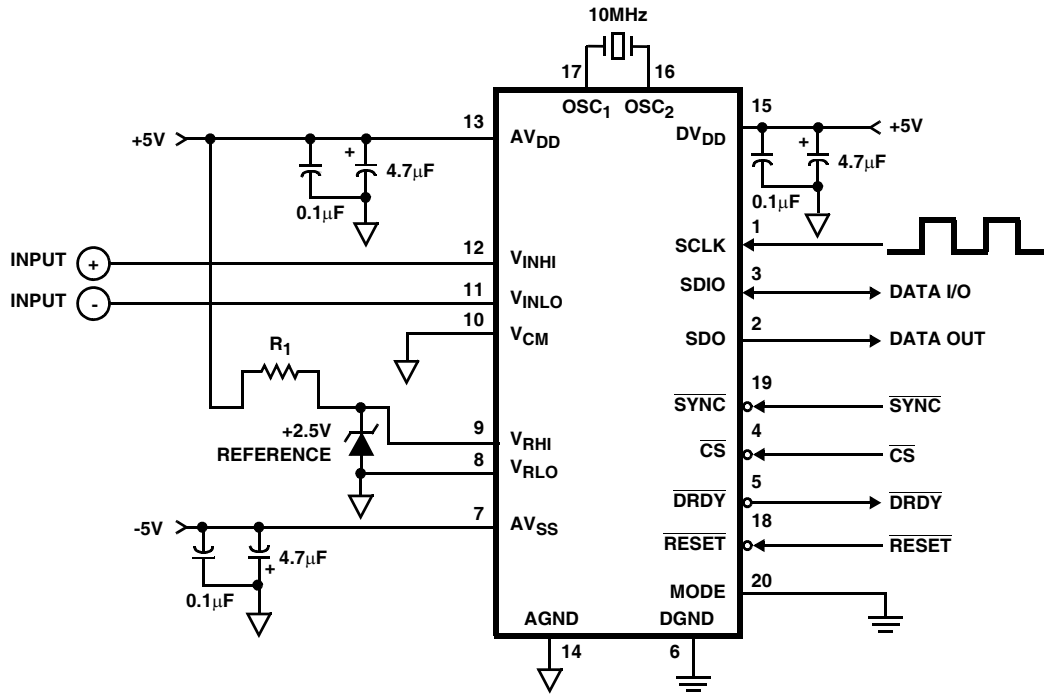 10MHz
17
16
OSC1
OSC2
15
13
+5V
AVDD
DVDD
+5V
+
4.7μF
0.1μF
+
4.7μF
0.1μF
1
SCLK
12
INPUT
+
VINHI
3
SDIO
DATA I/O
11
INPUT
-
VINLO
2
SDO
DATA OUT
10
VCM
R1
19
SYNC
SYNC
+2.5V
REFERENCE
9
VRHI
4
CS
CS
8
VRLO
5
DRDY
DRDY
-5V
7
AVSS
18
RESET
RESET
4.7μF
+
0.1μF
20
MODE
AGND
DGND
14
6